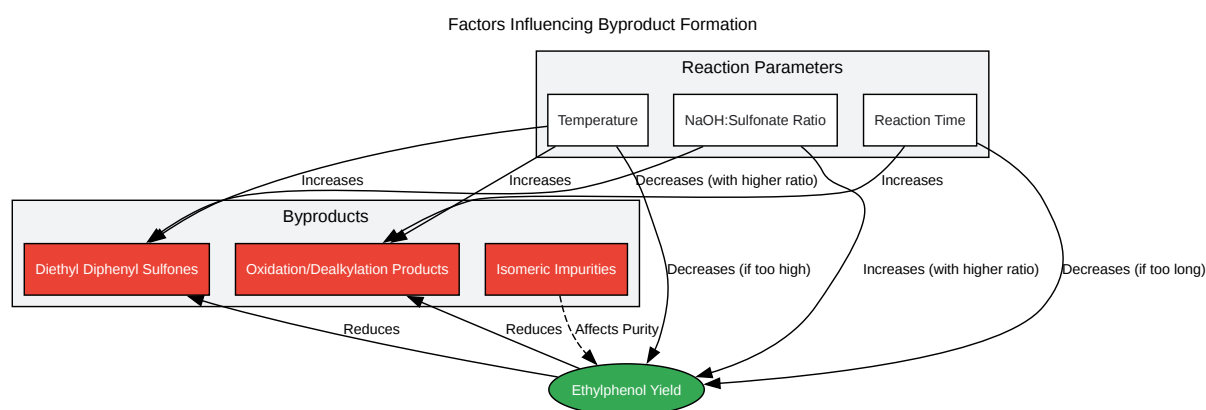 Factors Influencing Byproduct Formation
Reaction Parameters
Temperature
NaOH:Sulfonate Ratio
Reaction Time
Increases
Increases
Decreases (with higher ratio)
Increases
Byproducts
Diethyl Diphenyl Sulfones
Oxidation/Dealkylation Products
Isomeric Impurities
Decreases (if too high)
Increases (with higher ratio)
Decreases (if too long)
Reduces
Reduces
Affects Purity
Ethylphenol Yield